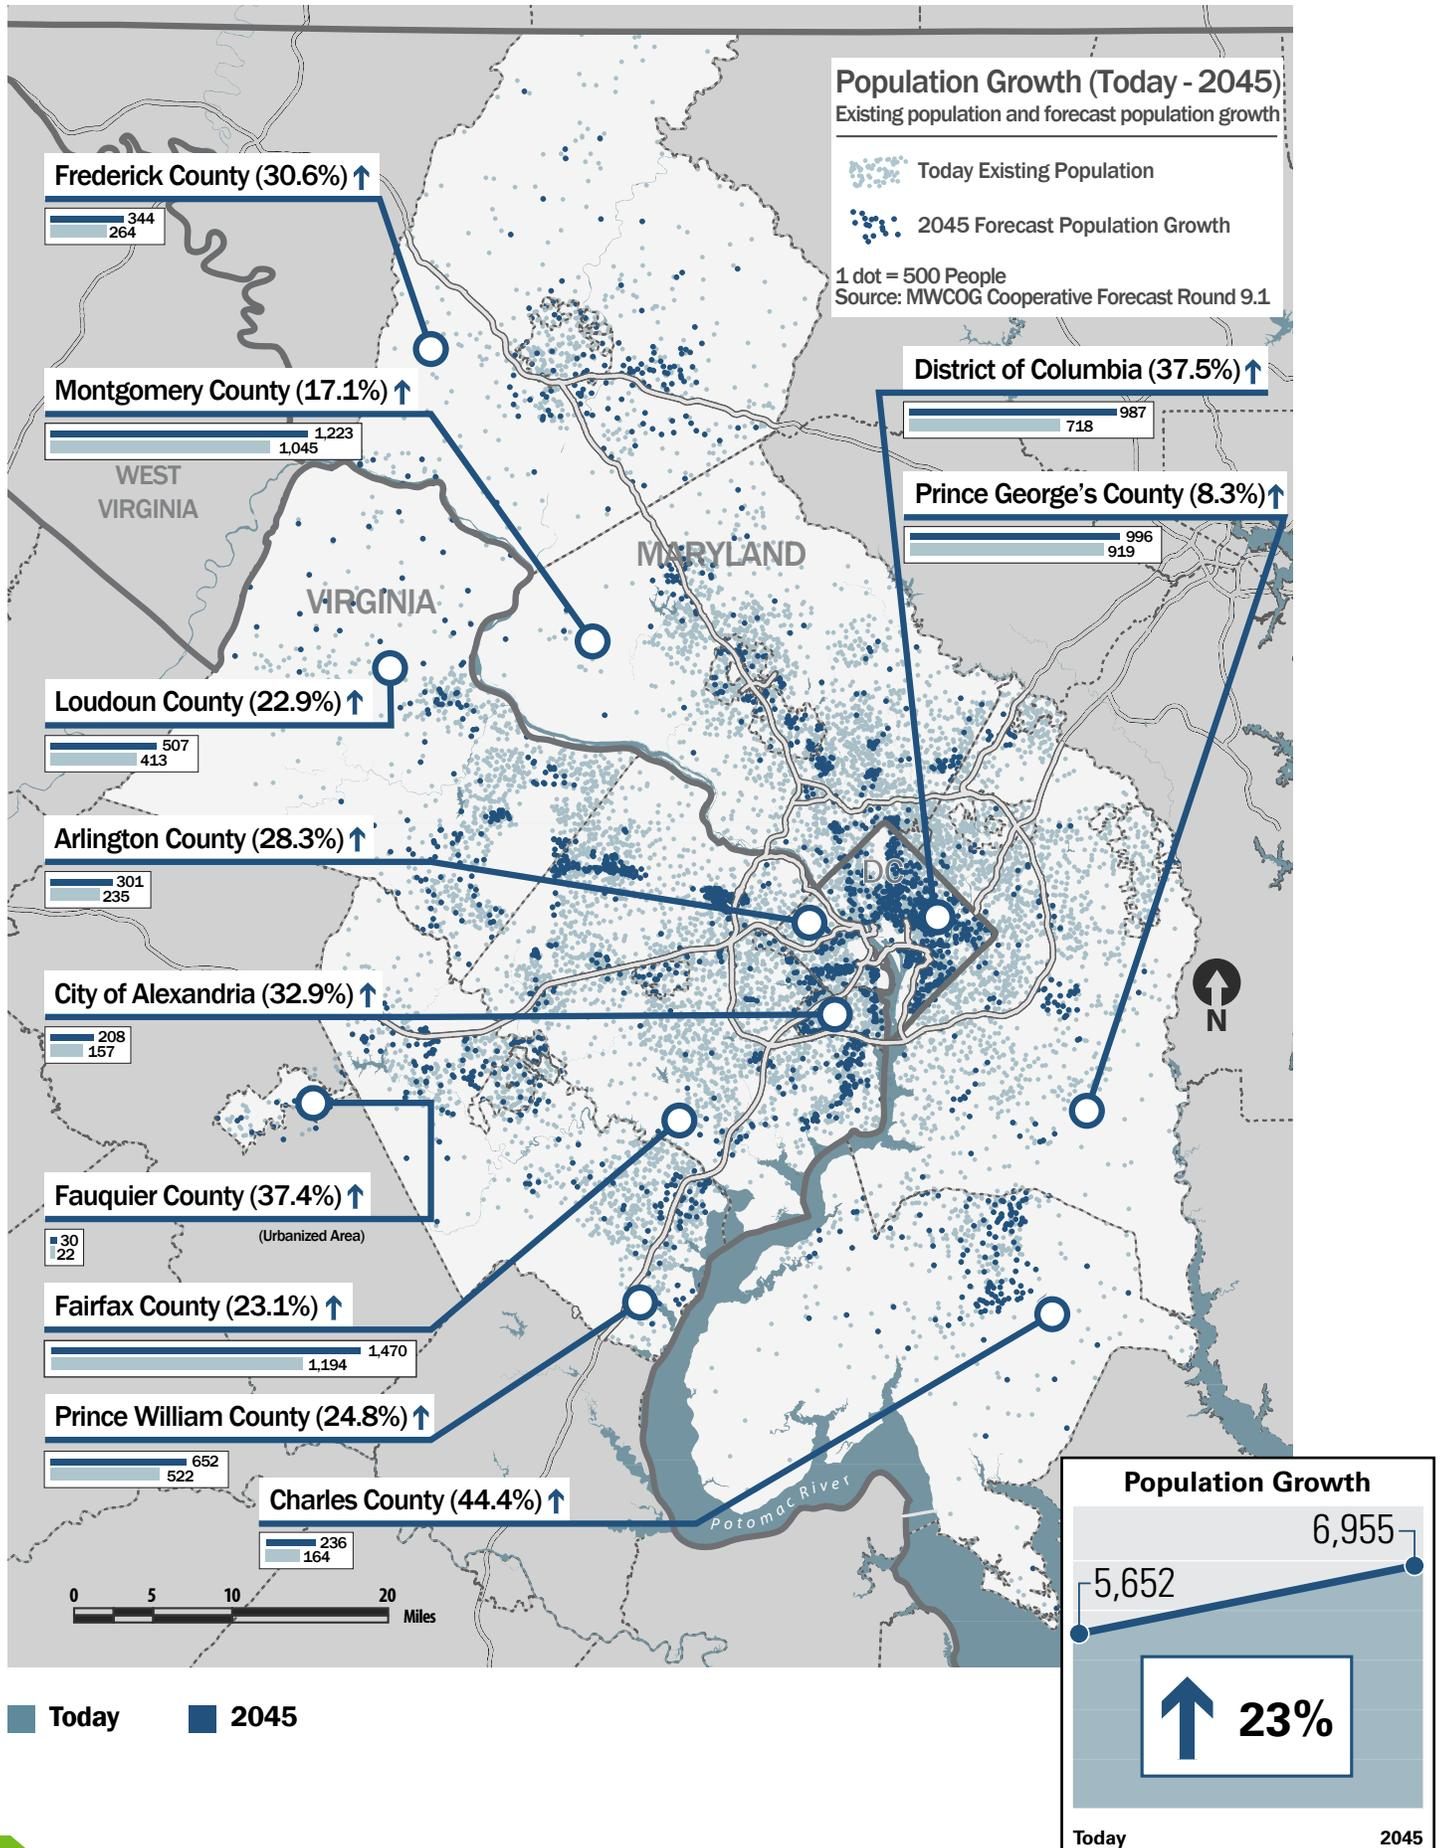 Population Growth (Today - 2045)
Existing population and forecast population growth
Today Existing Population
2045 Forecast Population Growth
1 dot = 500 People
Source: MWCOG Cooperative Forecast Round 9.1
Frederick County (30.6%)
344
264
Montgomery County (17.1%)
1,223
1,045
WEST
VIRGINIA
District of Columbia (37.5%)
987
718
Prince George's County (8.3%)
996
919
MARYLAND
VIRGINIA
Loudoun County (22.9%)
507
413
Arlington County (28.3%)
301
235
DC
City of Alexandria (32.9%)
208
157
N
Fauquier County (37.4%)
(Urbanized Area)
30
22
Fairfax County (23.1%)
1,470
1,194
Prince William County (24.8%)
652
522
Charles County (44.4%)
236
164
Potomac River
0 5 10 20
Miles
Today 2045
Population Growth
6,955
5,652
23%
Today 2045